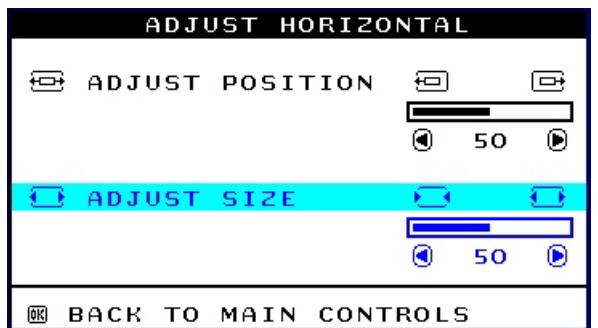 ADJUST HORIZONTAL
ADJUST POSITION
50
ADJUST SIZE
50
OK BACK TO MAIN CONTROLS